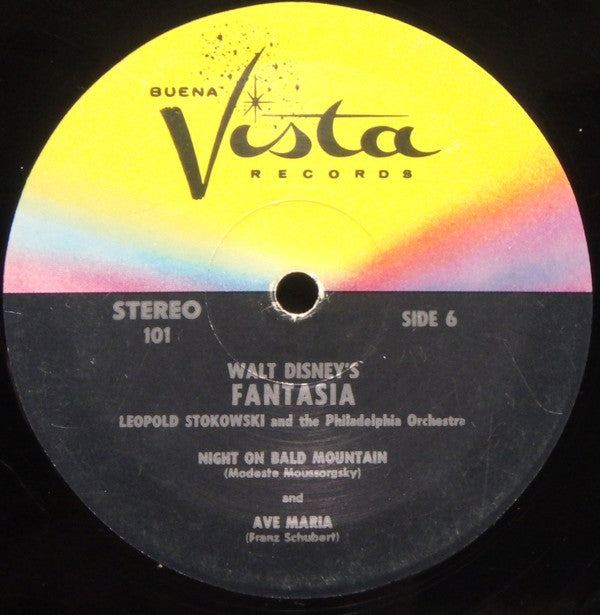 BUENA
Vista
RECORDS
STEREO
101
SIDE 6
WALT DISNEY'S
FANTASIA
LEOPOLD STOKOWSKI and the Philadelphia Orchestra
NIGHT ON BALD MOUNTAIN
(Modeste Moussorgsky)
and
AVE MARIA
(Franz Schubert)